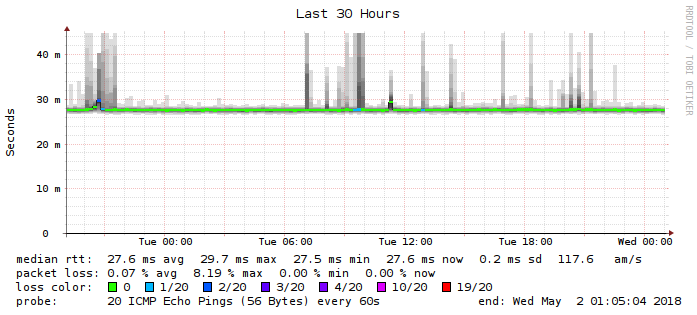 Last 30 Hours
RRDTOOL / TOBI OETIKER
Seconds
40 m
30 m
20 m
10 m
0
Tue 00:00 Tue 06:00 Tue 12:00 Tue 18:00 Wed 00:00
median rtt: 27.6 ms avg 29.7 ms max 27.5 ms min 27.6 ms now 0.2 ms sd 117.6 am/s
packet loss: 0.07 % avg 8.19 % max 0.00 % min 0.00 % now
loss color: 0 1/20 2/20 3/20 4/20 10/20 19/20
probe: 20 ICMP Echo Pings (56 Bytes) every 60s end: Wed May 2 01:05:04 2018